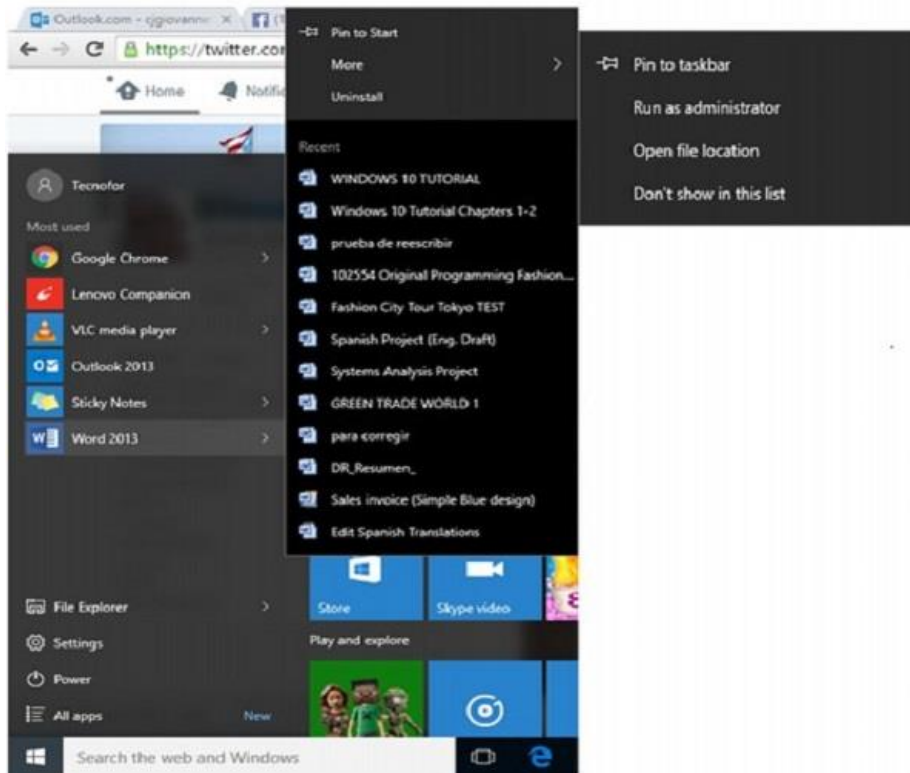 Outlook.com - cjgiovanni
https://twitter.com
Home
Notific
Pin to Start
More
Uninstall
Pin to taskbar
Run as administrator
Open file location
Don't show in this list
Recent
WINDOWS 10 TUTORIAL
Windows 10 Tutorial Chapters 1-2
prueba de reescribir
102554 Original Programming Fashion...
Fashion City Tour Tokyo TEST
Spanish Project (Eng. Draft)
Systems Analysis Project
GREEN TRADE WORLD 1
para corregir
DR_Resumen_
Sales invoice (Simple Blue design)
Edit Spanish Translations
Tecnofor
Most used
Google Chrome
Lenovo Companion
VLC media player
Outlook 2013
Sticky Notes
Word 2013
File Explorer
Settings
Power
All apps
New
Store
Skype video
Play and explore
Search the web and Windows